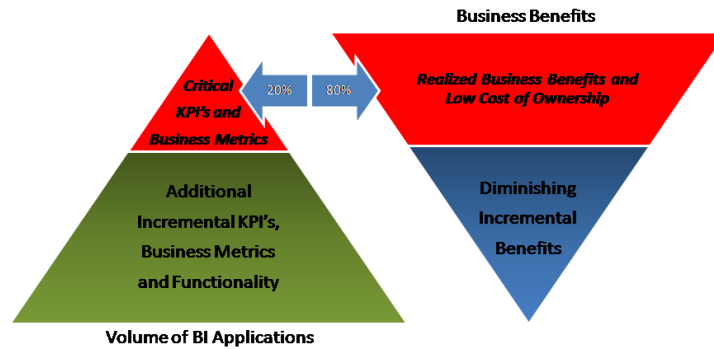 Business Benefits
Critical
KPI's and
Business Metrics
20%
80%
Realized Business Benefits and
Low Cost of Ownership
Additional
Incremental KPI's,
Business Metrics
and Functionality
Diminishing
Incremental
Benefits
Volume of BI Applications